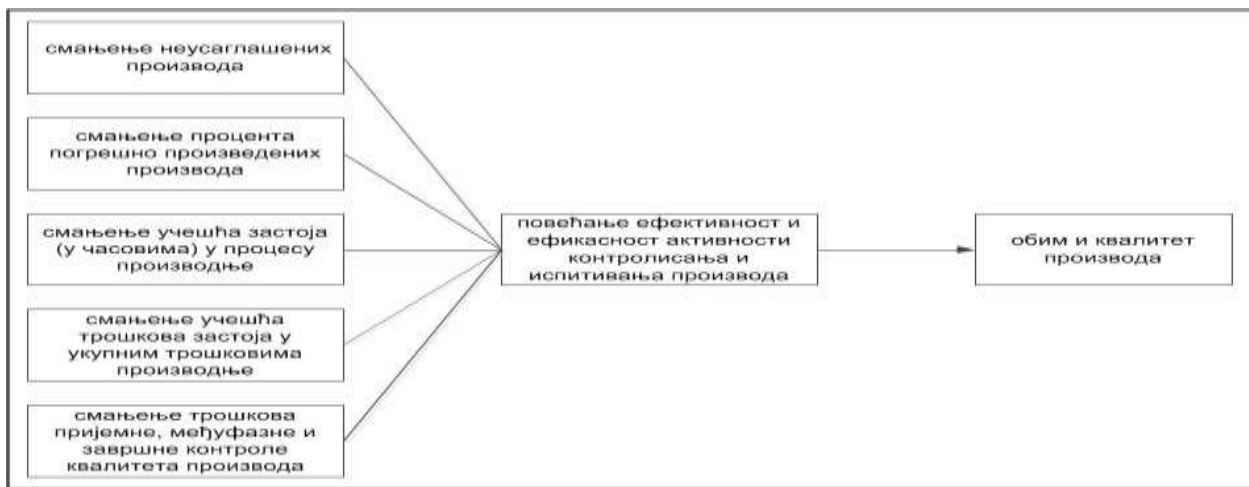 смањење неусаглашених
производа
смањење процента
погрешно произведених
производа
смањење учешћа застоја
(у часовима) у процесу
производње
смањење учешћа
трошкова застоја у
укупним трошковима
производње
смањење трошкова
пријемне, међуфазне и
завршне контроле
квалитета производа
повећање ефективност и
ефикасност активности
контролисања и
испитивања производа
обим и квалитет
производа